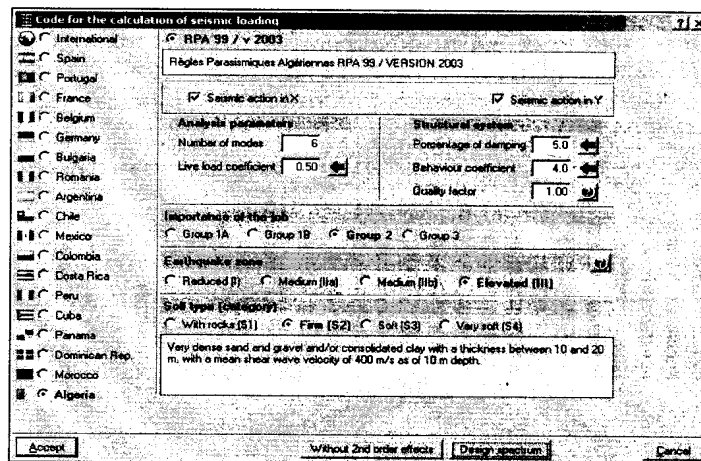 Code for the calculation of seismic loading
International
Spain
Portugal
France
Belgium
Germany
Bulgaria
Romania
Argentina
Chile
Mexico
Colombia
Costa Rica
Peru
Cuba
Panama
Dominican Rep.
Morocco
Algeria
RPA 99 / v 2003
Règles Parasismiques Algériennes RPA 99 / VERSION 2003
Seismic action in X
Seismic action in Y
Analysis parameters
Number of modes 6
Live load coefficient 0.50
Structural system
Percentage of damping 5.0
Behaviour coefficient 4.0
Quality factor 1.00
Importance of the job
Group 1A Group 1B Group 2 Group 3
Earthquake zone
Reduced (I) Medium (IIa) Medium (IIb) Elevated (III)
Soil type (category)
With rocks (S1) Firm (S2) Soft (S3) Very soft (S4)
Very dense sand and gravel and/or consolidated clay with a thickness between 10 and 20
m, with a mean shear wave velocity of 400 m/s as of 10 m depth.
Accept
Without 2nd order effects
Design spectrum
Cancel